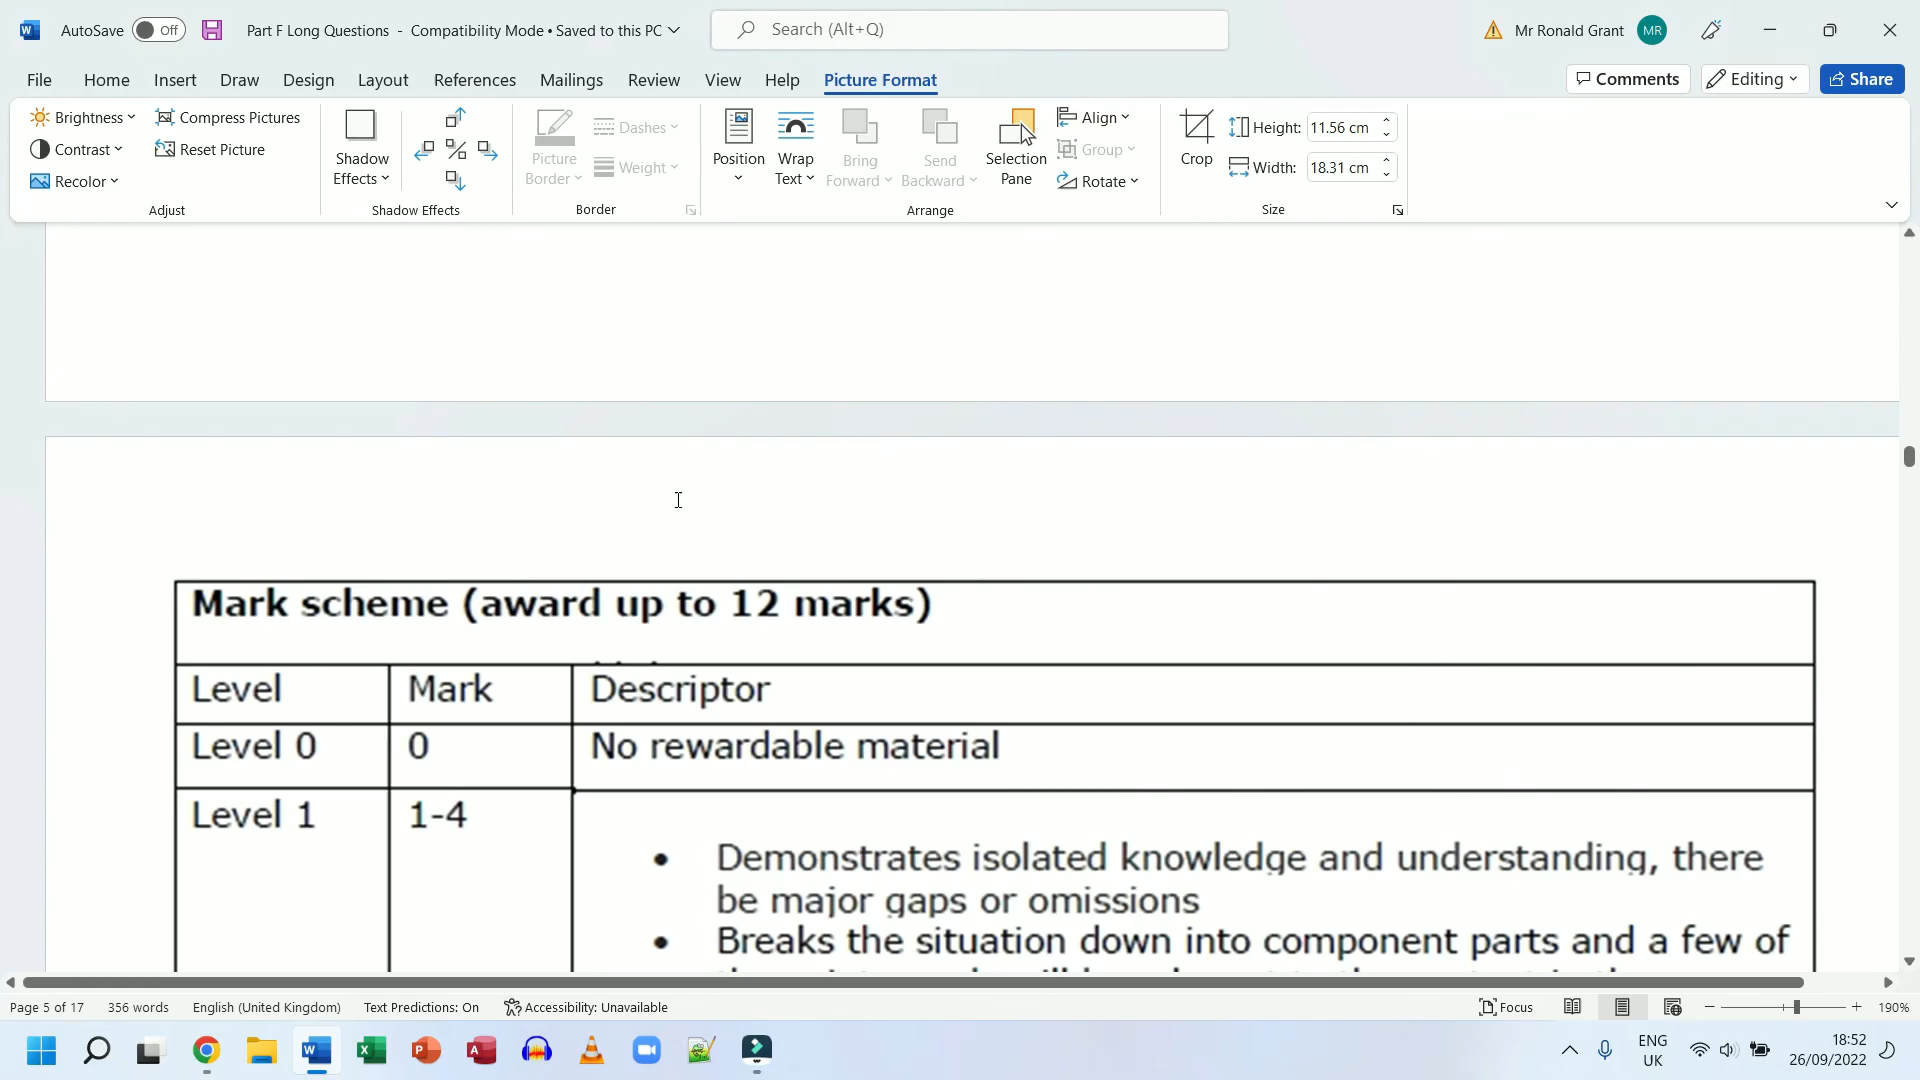 AutoSave Off Part F Long Questions - Compatibility Mode • Saved to this PC Search (Alt+Q) Mr Ronald Grant MR
File Home Insert Draw Design Layout References Mailings Review View Help Picture Format Comments Editing Share
Brightness
Contrast
Recolor
Compress Pictures
Reset Picture
Adjust
Shadow
Effects
Shadow Effects
Picture
Border
Dashes
Weight
Border
Position
Wrap
Text
Bring
Forward
Send
Backward
Selection
Pane
Align
Group
Rotate
Arrange
Crop
Height: 11.56 cm
Width: 18.31 cm
Size
Mark scheme (award up to 12 marks)
Level Mark Descriptor
Level 0 0 No rewardable material
Level 1 1-4
• Demonstrates isolated knowledge and understanding, there
be major gaps or omissions
• Breaks the situation down into component parts and a few of
Page 5 of 17 356 words English (United Kingdom) Text Predictions: On Accessibility: Unavailable Focus 190%
ENG
UK
18:52
26/09/2022